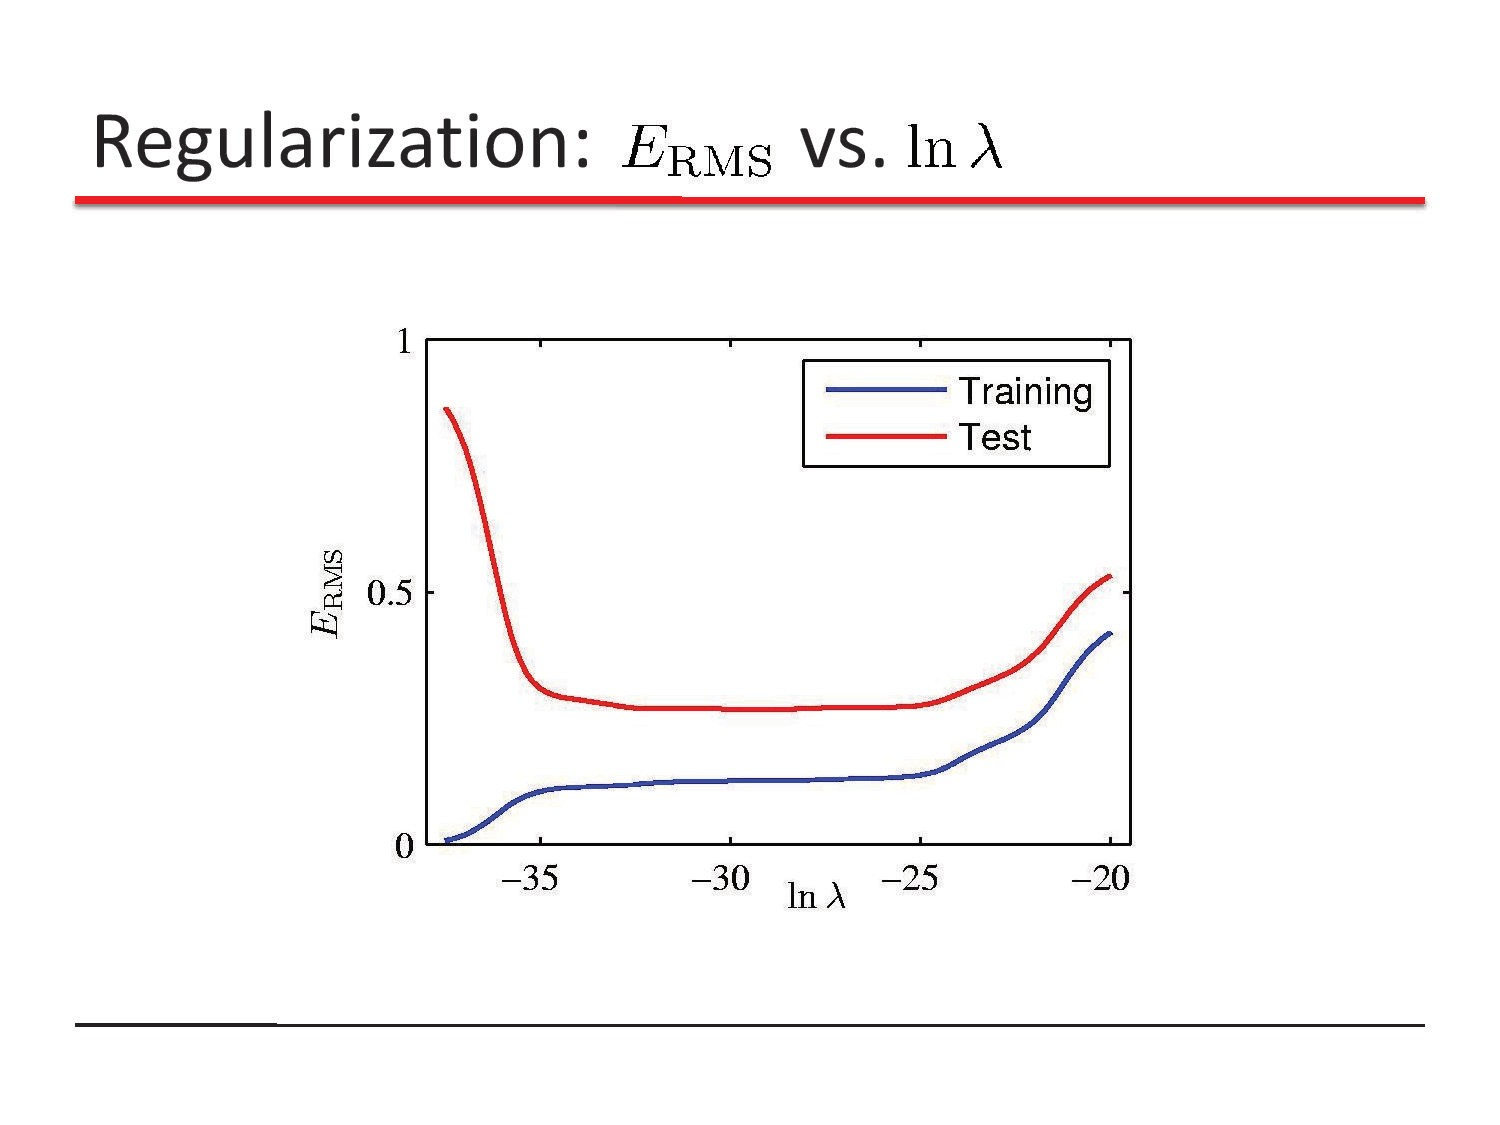 Regularization: E_RMS vs. ln λ
1
Training
Test
0.5
E_RMS
0
−35
−30
−25
−20
ln λ